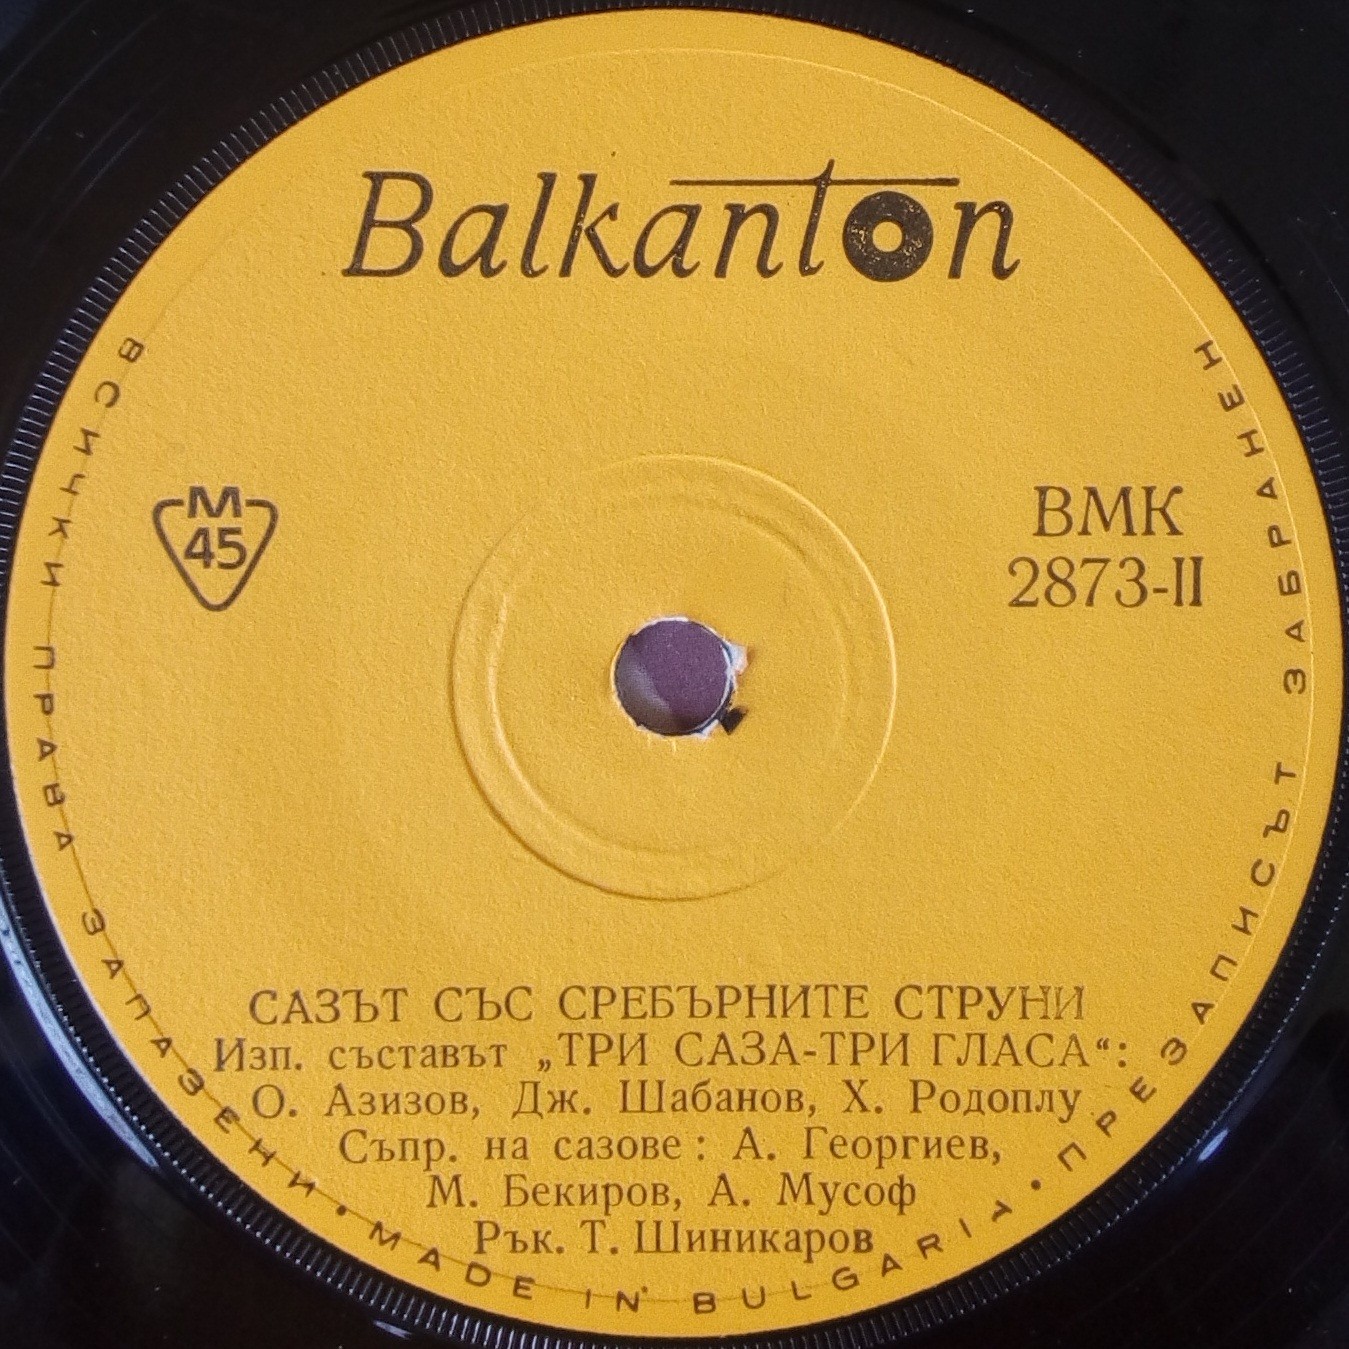 Balkanton
М
45
ВМК
2873-II
САЗЪТ СЪС СРЕБЪРНИТЕ СТРУНИ
Изп. съставът „ТРИ САЗА-ТРИ ГЛАСА“:
О. Азизов, Дж. Шабанов, Х. Родоплу
Съпр. на сазове: А. Георгиев,
М. Бекиров, А. Мусоф
Рък. Т. Шиникаров
ВСИЧКИ ПРАВА ЗАПАЗЕНИ • MADE IN BULGARIA • ПРЕЗАПИСЪТ ЗАБРАНЕН